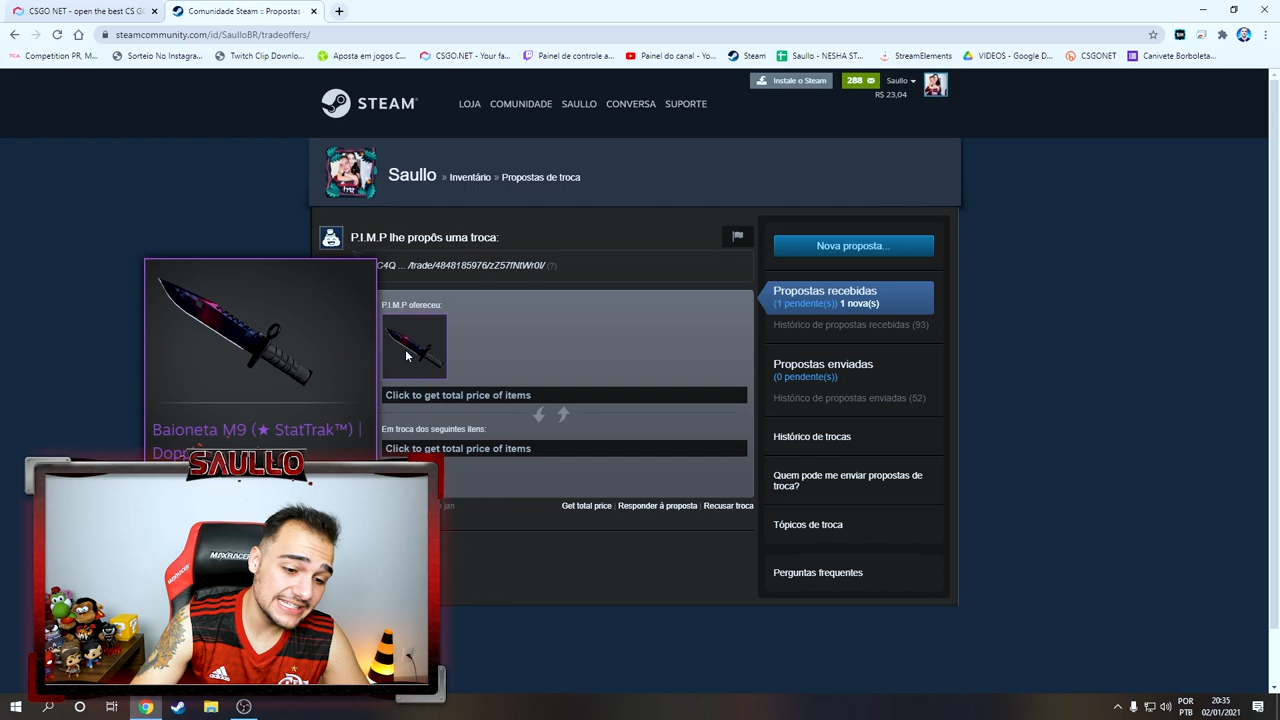 CSGO NET - open the best CS G
Comunidade Steam :: Propostas
steamcommunity.com/id/SaulloBR/tradeoffers/
Competition PR, M...
Sorteio No Instagra...
Twitch Clip Downlo...
Aposta em jogos C...
CSGO.NET - Your fa...
Painel de controle a...
Painel do canal - Yo...
Steam
Saullo - NESHA ST...
StreamElements
VIDEOS - Google D...
CSGONET
Canivete Borboleta...
Instale o Steam
288
Saullo
R$ 23,04
STEAM
LOJA
COMUNIDADE
SAULLO
CONVERSA
SUPORTE
Saullo » Inventário » Propostas de troca
P.I.M.P lhe propôs uma troca:
C4Q ... /trade/4848185976/zZ57fNtWr0I/ (?)
P.I.M.P ofereceu:
Click to get total price of items
Em troca dos seguintes itens:
Click to get total price of items
jan
Get total price
Responder à proposta
Recusar troca
Baioneta M9 (★ StatTrak™) |
Nova proposta...
Propostas recebidas
(1 pendente(s)) 1 nova(s)
Histórico de propostas recebidas (93)
Propostas enviadas
(0 pendente(s))
Histórico de propostas enviadas (52)
Histórico de trocas
Quem pode me enviar propostas de
troca?
Tópicos de troca
Perguntas frequentes
SAULLO
MAXRACER
POR
PTB
20:35
02/01/2021